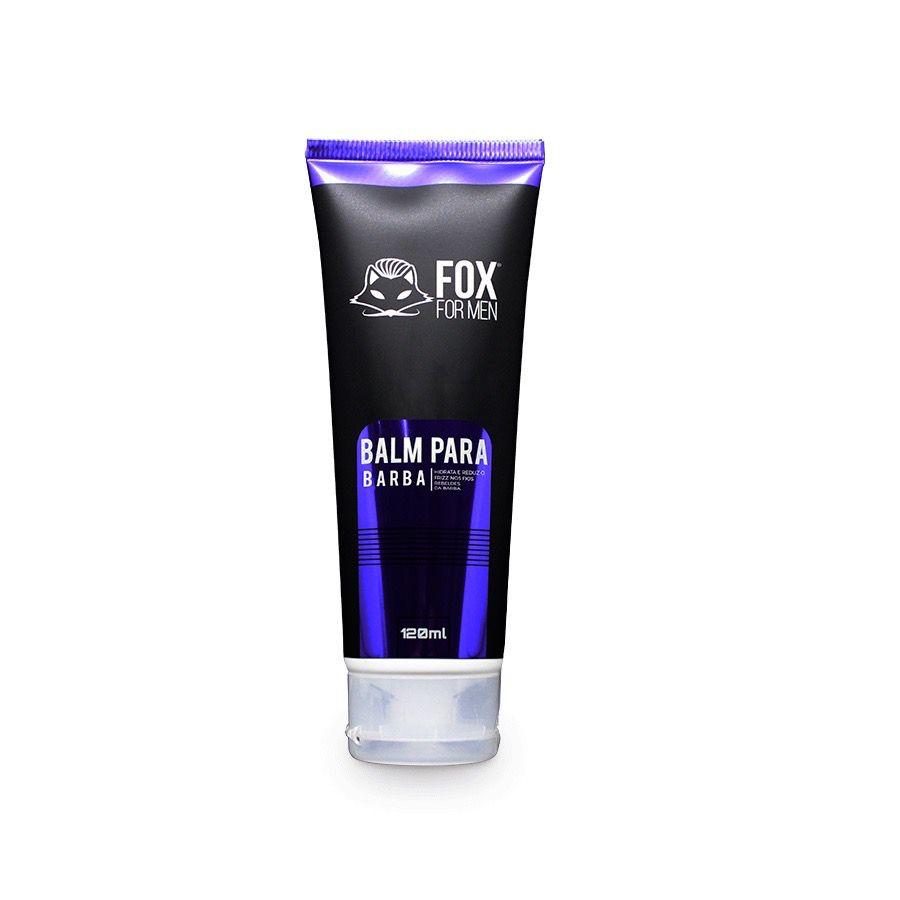 FOX®
FOR MEN
BALM PARA
BARBA
HIDRATA E REDUZ O
FRIZZ NOS FIOS
REBELDES
DA BARBA.
120ml